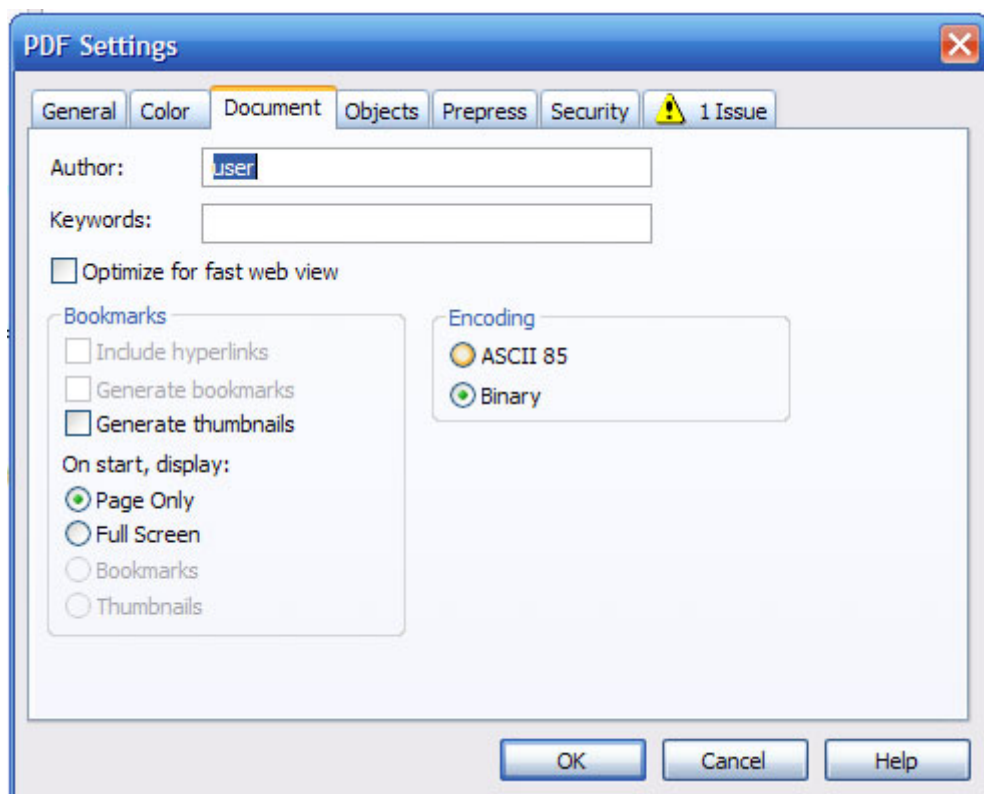 PDF Settings
General Color Document Objects Prepress Security 1 Issue
Author: user
Keywords:
Optimize for fast web view
Bookmarks
Include hyperlinks
Generate bookmarks
Generate thumbnails
On start, display:
Page Only
Full Screen
Bookmarks
Thumbnails
Encoding
ASCII 85
Binary
OK Cancel Help